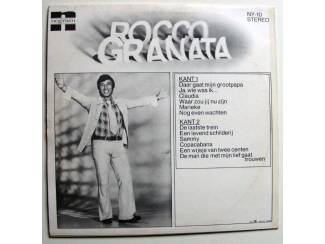 n
negram
ROCCO
GRANATA
NY-10
STEREO
KANT 1
Daar gaat mijn grootpapa
Ja, wie was ik...
Claudia
Waar zou jij nu zijn
Marieke
Nog even wachten
KANT 2
De laatste trein
Een levend schilderij
Sammy
Copacabana
Een wijsje van twee centen
De man die met mijn lief gaat
trouwen